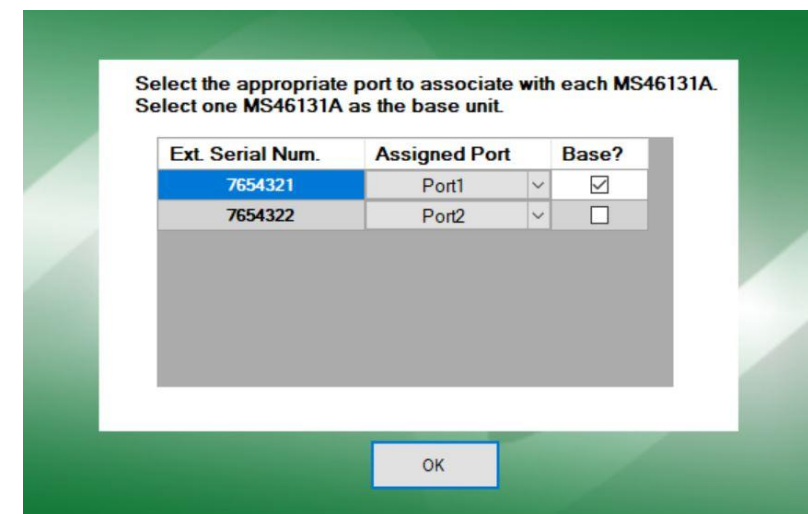 Select the appropriate port to associate with each MS46131A.
Select one MS46131A as the base unit.
Ext. Serial Num. Assigned Port Base?
7654321 Port1
7654322 Port2
OK